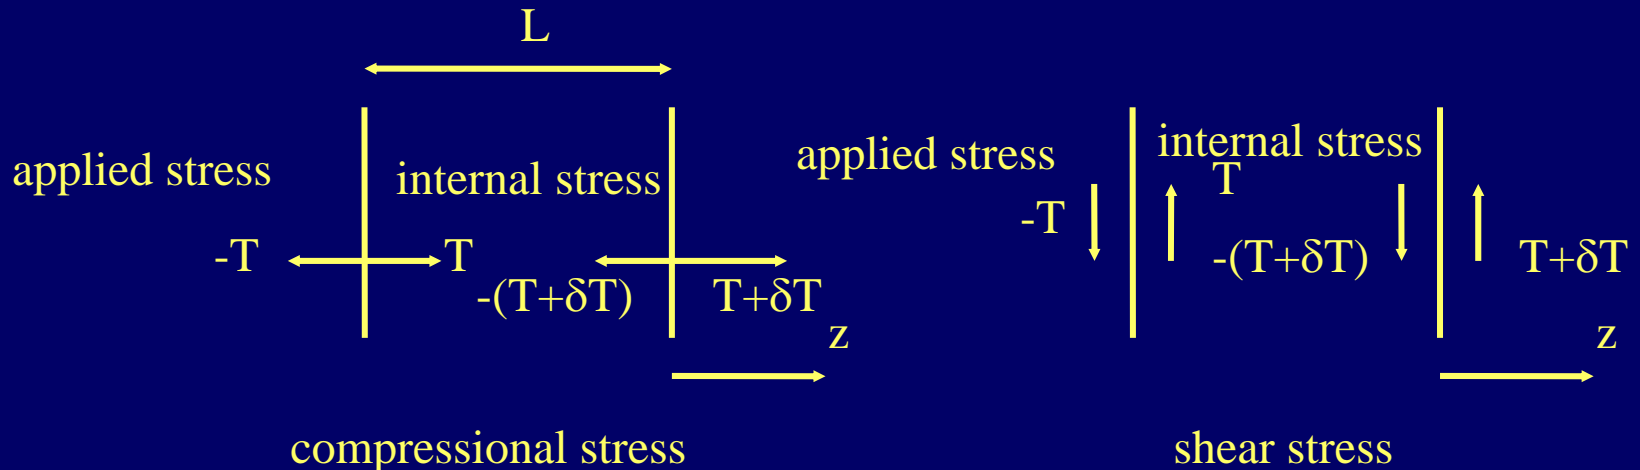 L
applied stress
internal stress
-T
T
-(T+δT)
T+δT
z
compressional stress
applied stress
internal stress
T
-T
-(T+δT)
T+δT
z
shear stress